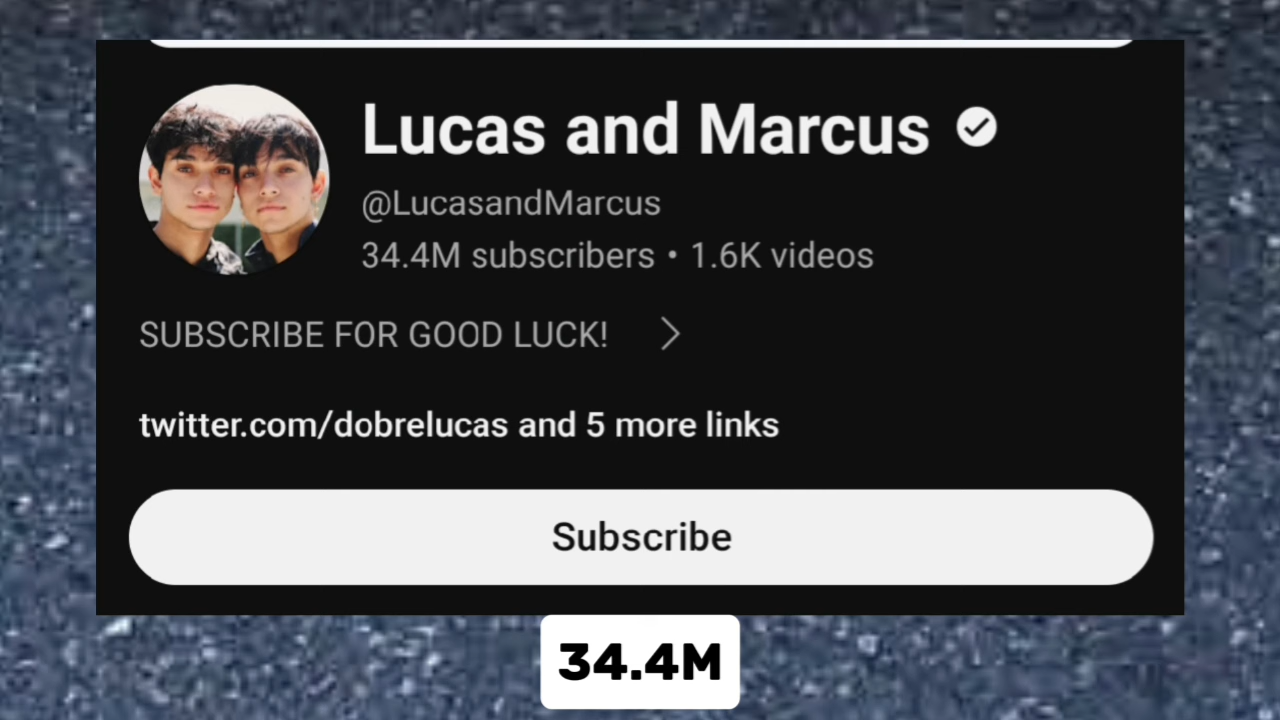 Lucas and Marcus
@LucasandMarcus
34.4M subscribers • 1.6K videos
SUBSCRIBE FOR GOOD LUCK!
twitter.com/dobrelucas and 5 more links
Subscribe
34.4M